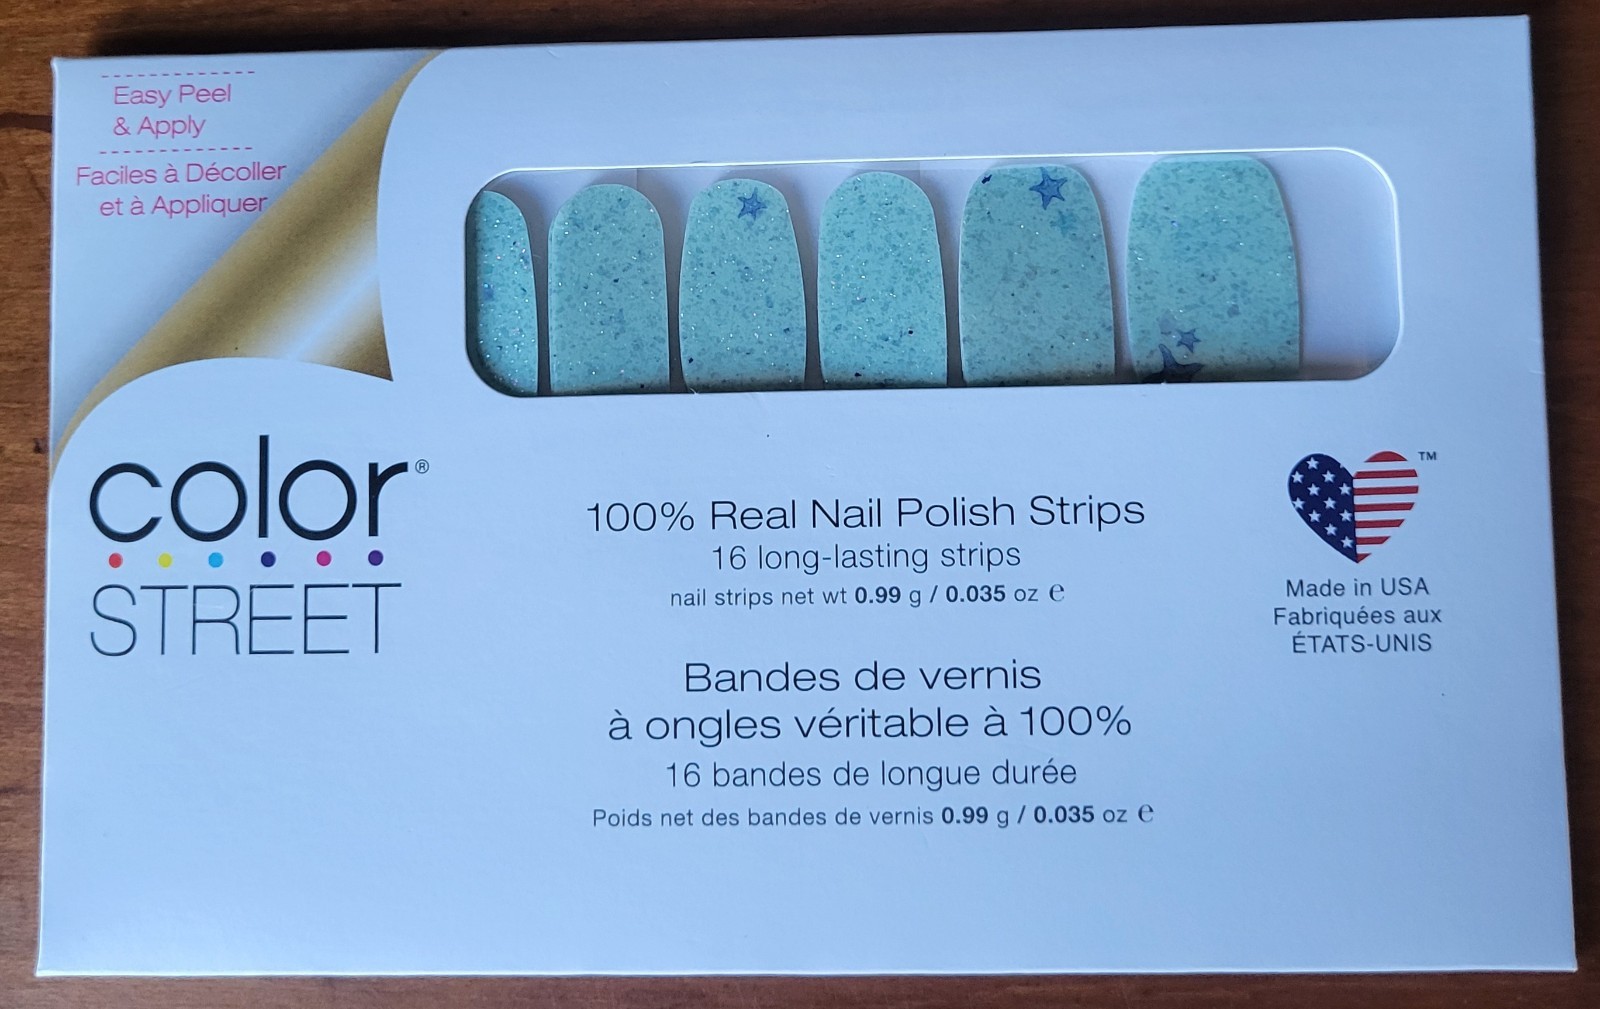 Easy Peel
& Apply
Faciles à Décoller
et à Appliquer
color®
STREET
100% Real Nail Polish Strips
16 long-lasting strips
nail strips net wt 0.99 g / 0.035 oz ℮
Bandes de vernis
à ongles véritable à 100%
16 bandes de longue durée
Poids net des bandes de vernis 0.99 g / 0.035 oz ℮
™
Made in USA
Fabriquées aux
ÉTATS-UNIS